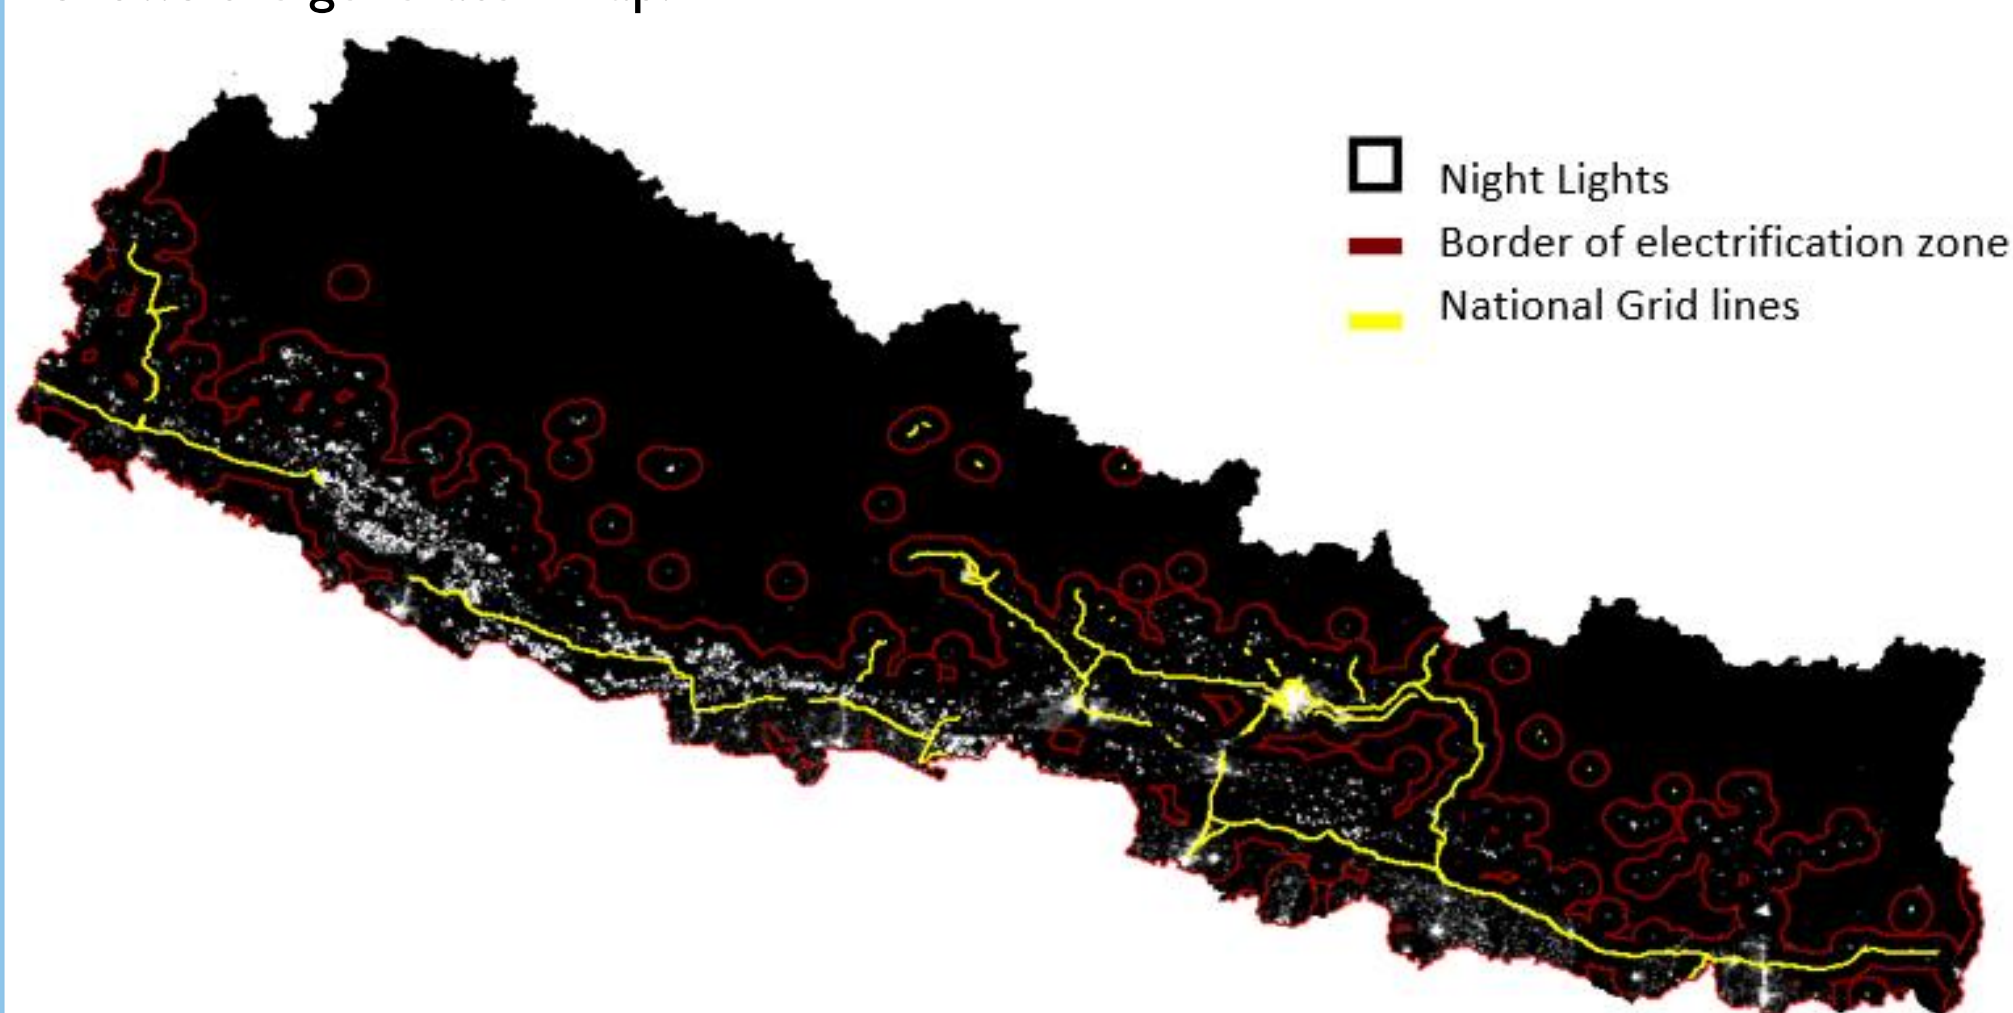 Night Lights
Border of electrification zone
National Grid lines